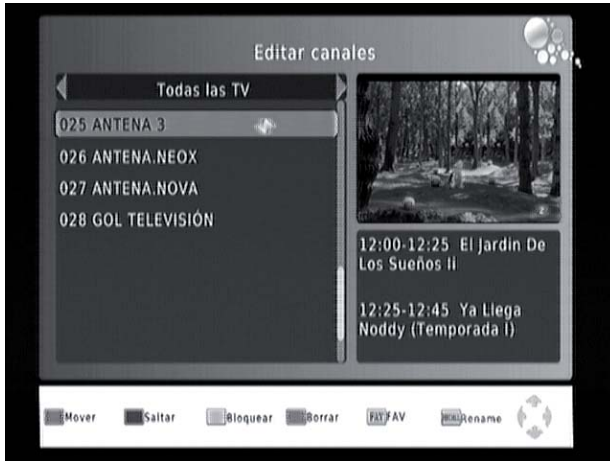 Editar canales
Todas las TV
025 ANTENA 3
026 ANTENA.NEOX
027 ANTENA.NOVA
028 GOL TELEVISIÓN
12:00-12:25 El Jardin De
Los Sueños Ii
12:25-12:45 Ya Llega
Noddy (Temporada I)
Mover
Saltar
Bloquear
Borrar
FAV FAV
Rename